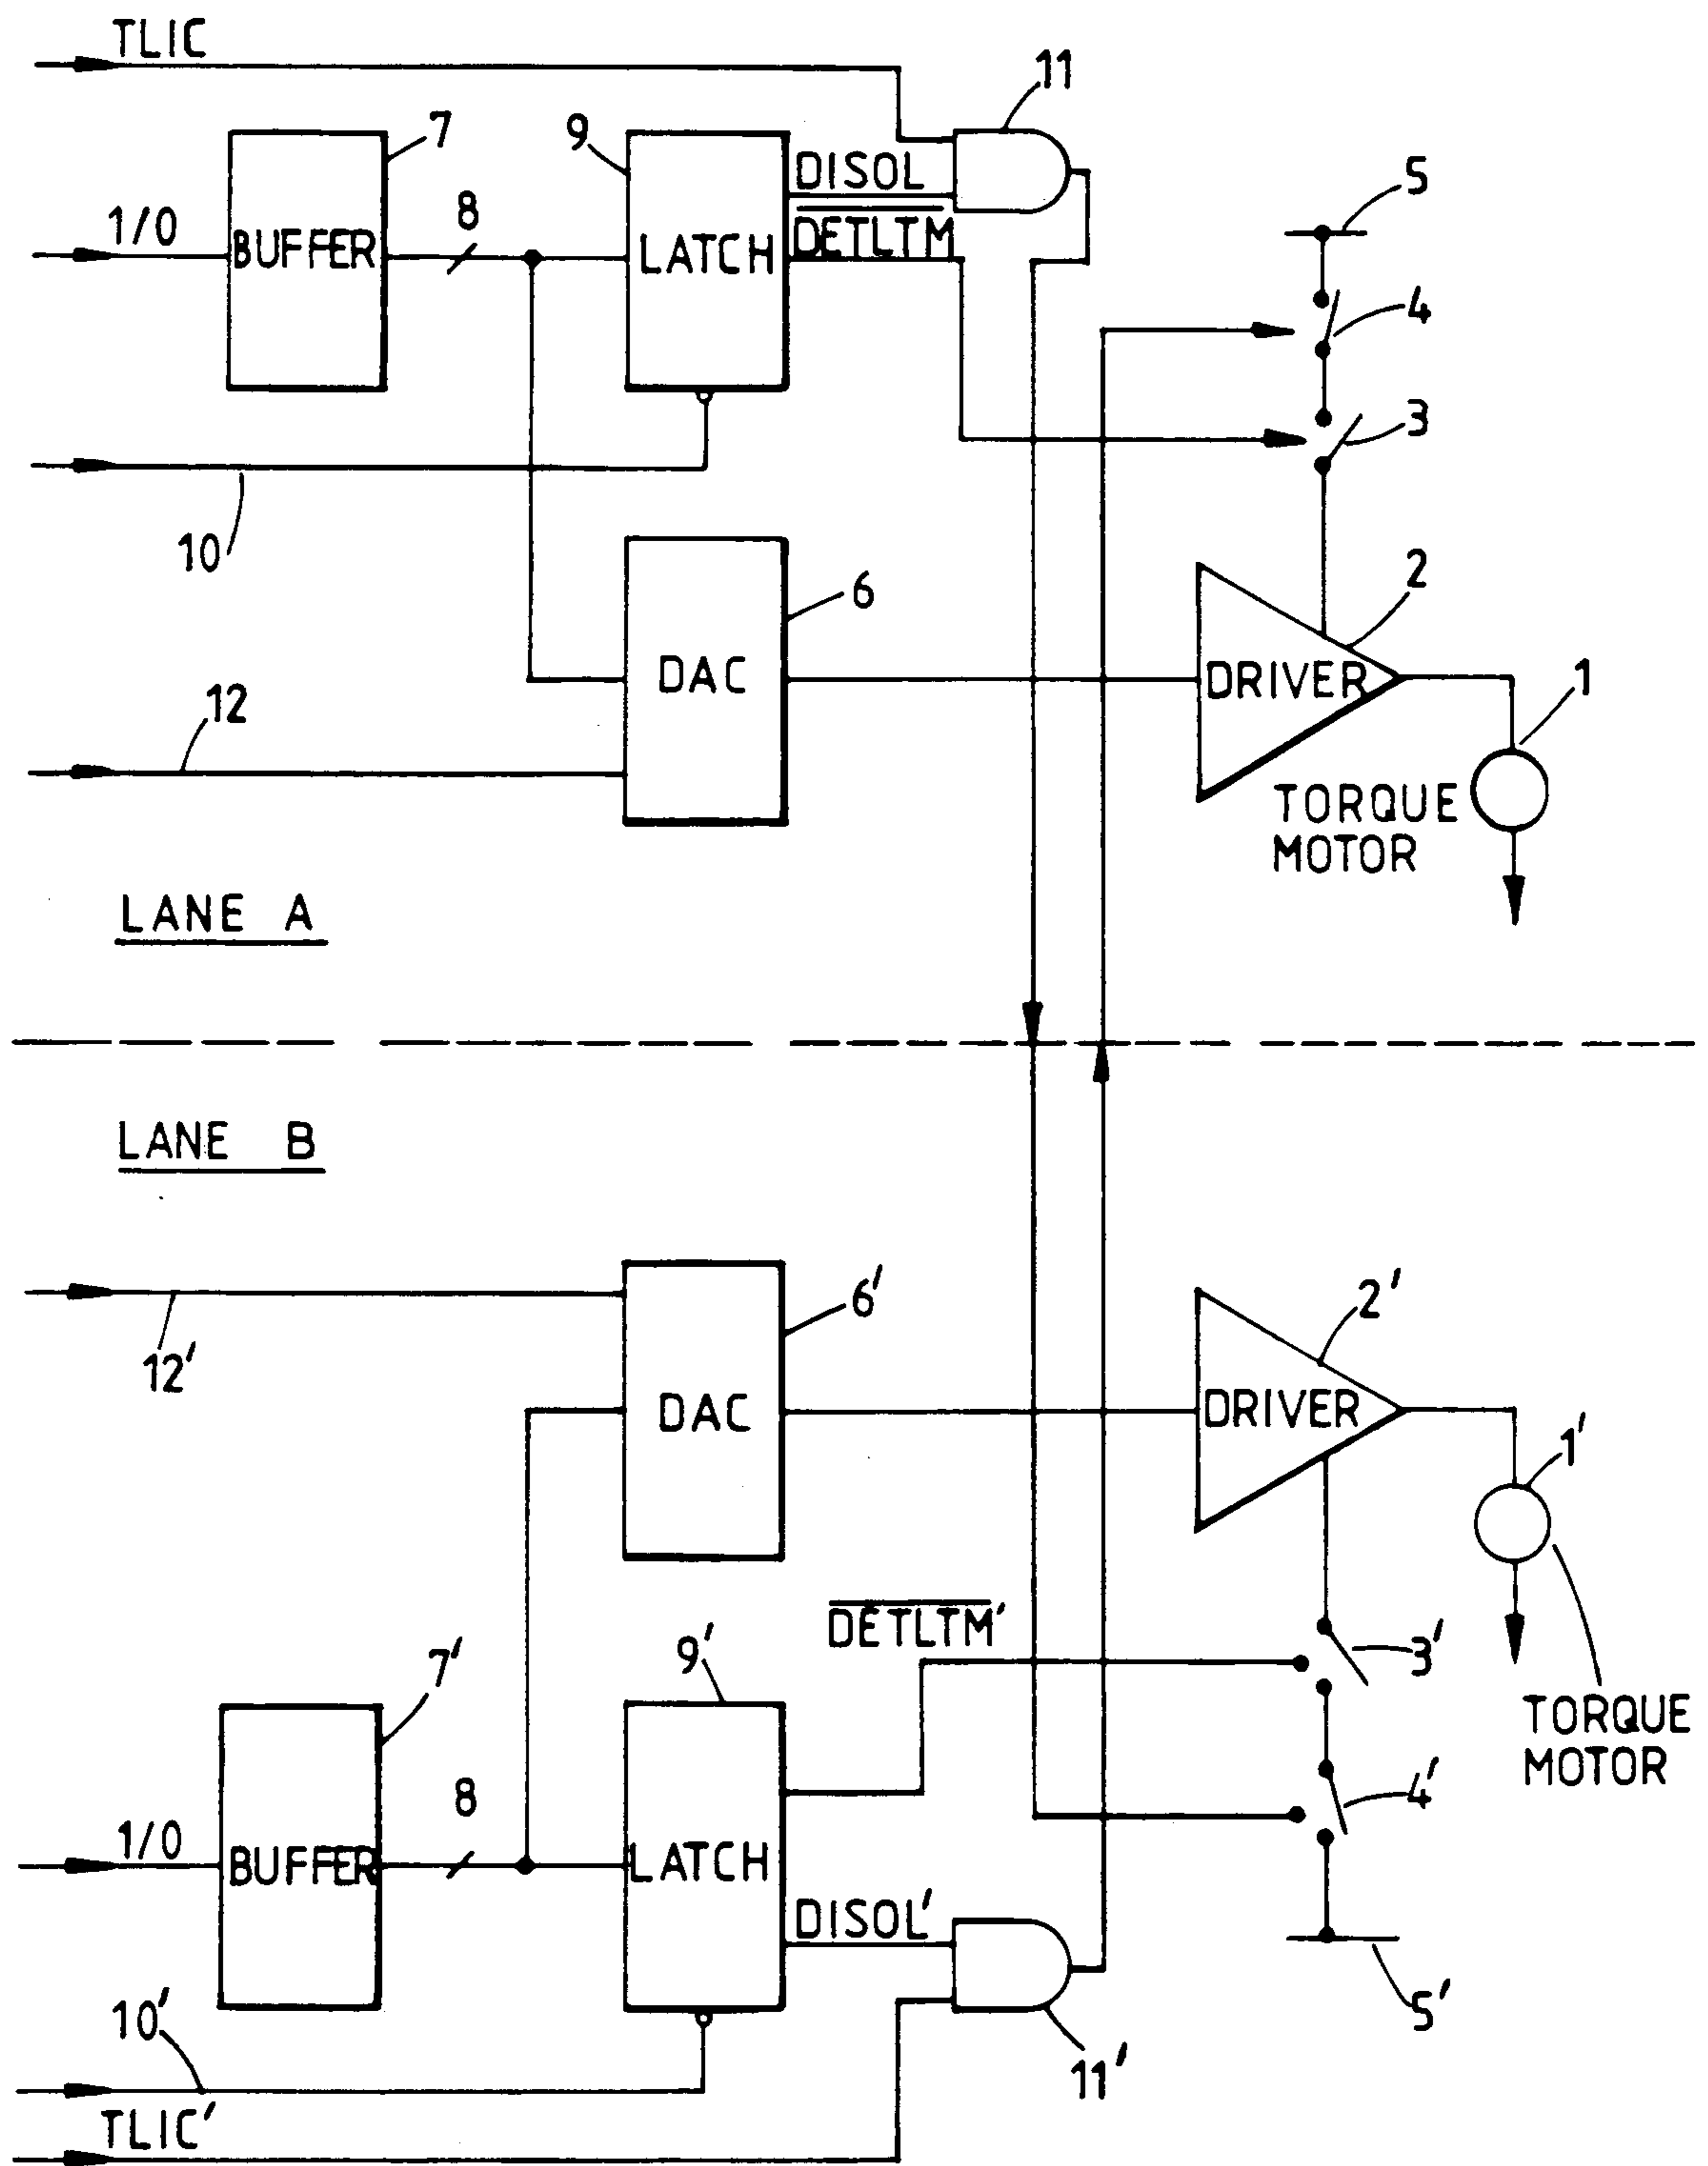 TLIC
11
7
9
DISOL
5
1/0
8
BUFFER
LATCH
DETLTM
4
3
10
6
2
DAC
DRIVER
1
12
TORQUE
MOTOR
LANE A
LANE B
6'
2'
12'
DAC
DRIVER
1'
DETLTM'
7'
9'
3'
TORQUE
MOTOR
8
4'
1/0
BUFFER
LATCH
DISOL'
10'
5'
11'
TLIC'